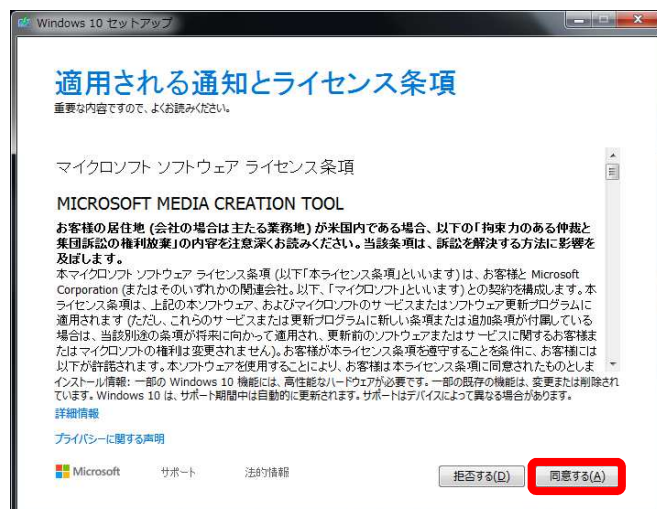 Windows 10 セットアップ
適用される通知とライセンス条項
重要な内容ですので、よくお読みください。
マイクロソフト ソフトウェア ライセンス条項
MICROSOFT MEDIA CREATION TOOL
お客様の居住地 (会社の場合は主たる業務地) が米国内である場合、以下の「拘束力のある仲裁と
集団訴訟の権利放棄」の内容を注意深くお読みください。当該条項は、訴訟を解決する方法に影響を
及ぼします。
本マイクロソフト ソフトウェア ライセンス条項 (以下「本ライセンス条項」といいます) は、お客様と Microsoft
Corporation (またはそのいずれかの関連会社。以下、「マイクロソフト」といいます) との契約を構成します。本
ライセンス条項は、上記の本ソフトウェア、およびマイクロソフトのサービスまたはソフトウェア更新プログラムに
適用されます (ただし、これらのサービスまたは更新プログラムに新しい条項または追加条項が付属している
場合は、当該別途の条項が将来に向かって適用され、更新前のソフトウェアまたはサービスに関するお客様ま
たはマイクロソフトの権利は変更されません)。お客様が本ライセンス条項を遵守することを条件に、お客様には
以下が許諾されます。本ソフトウェアを使用することにより、お客様は本ライセンス条項に同意されたものとしま
インストール情報: 一部の Windows 10 機能には、高性能なハードウェアが必要です。一部の既存の機能は、変更または削除され
ています。Windows 10 は、サポート期間中は自動的に更新されます。サポートはデバイスによって異なる場合があります。
詳細情報
プライバシーに関する声明
Microsoft サポート 法的情報 拒否する(D) 同意する(A)